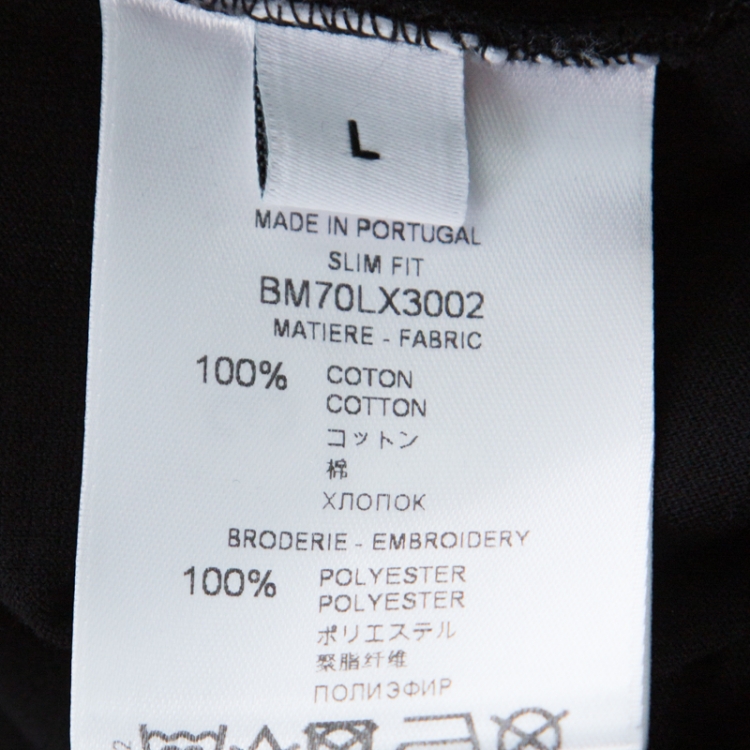 L
MADE IN PORTUGAL
SLIM FIT
BM70LX3002
MATIERE - FABRIC
100% COTON
COTTON
コットン
棉
ХЛОПОК
BRODERIE - EMBROIDERY
100% POLYESTER
POLYESTER
ポリエステル
聚脂纤维
ПОЛИЭФИР